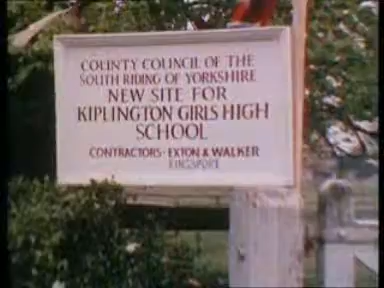 COUNTY COUNCIL OF THE
SOUTH RIDING OF YORKSHIRE
NEW SITE FOR
KIPLINGTON GIRLS HIGH
SCHOOL
CONTRACTORS · EXTON & WALKER
KINGSPORT